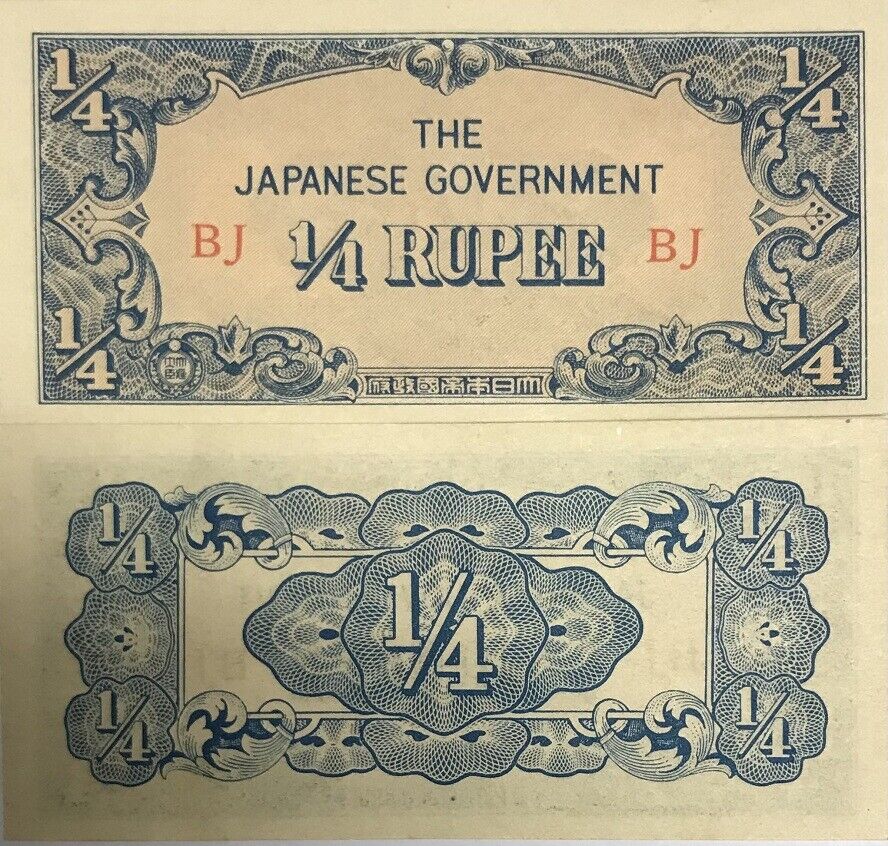 1/4 1/4
THE
JAPANESE GOVERNMENT
BJ 1/4 RUPEE BJ
1/4 1/4
大日本帝國政府
1/4 1/4
1/4
1/4 1/4